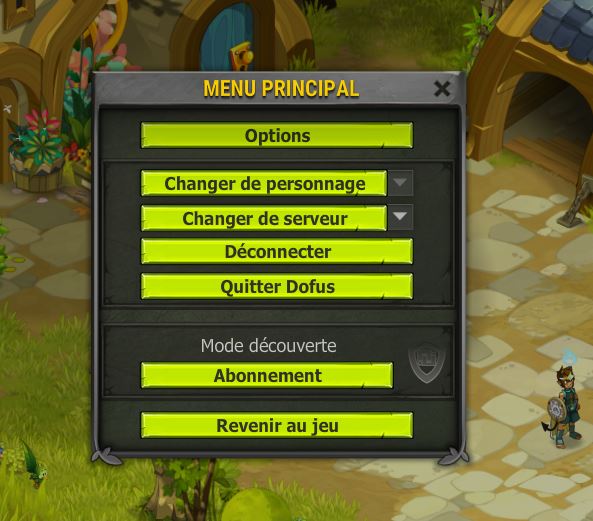 MENU PRINCIPAL
Options
Changer de personnage
Changer de serveur
Déconnecter
Quitter Dofus
Mode découverte
Abonnement
Revenir au jeu